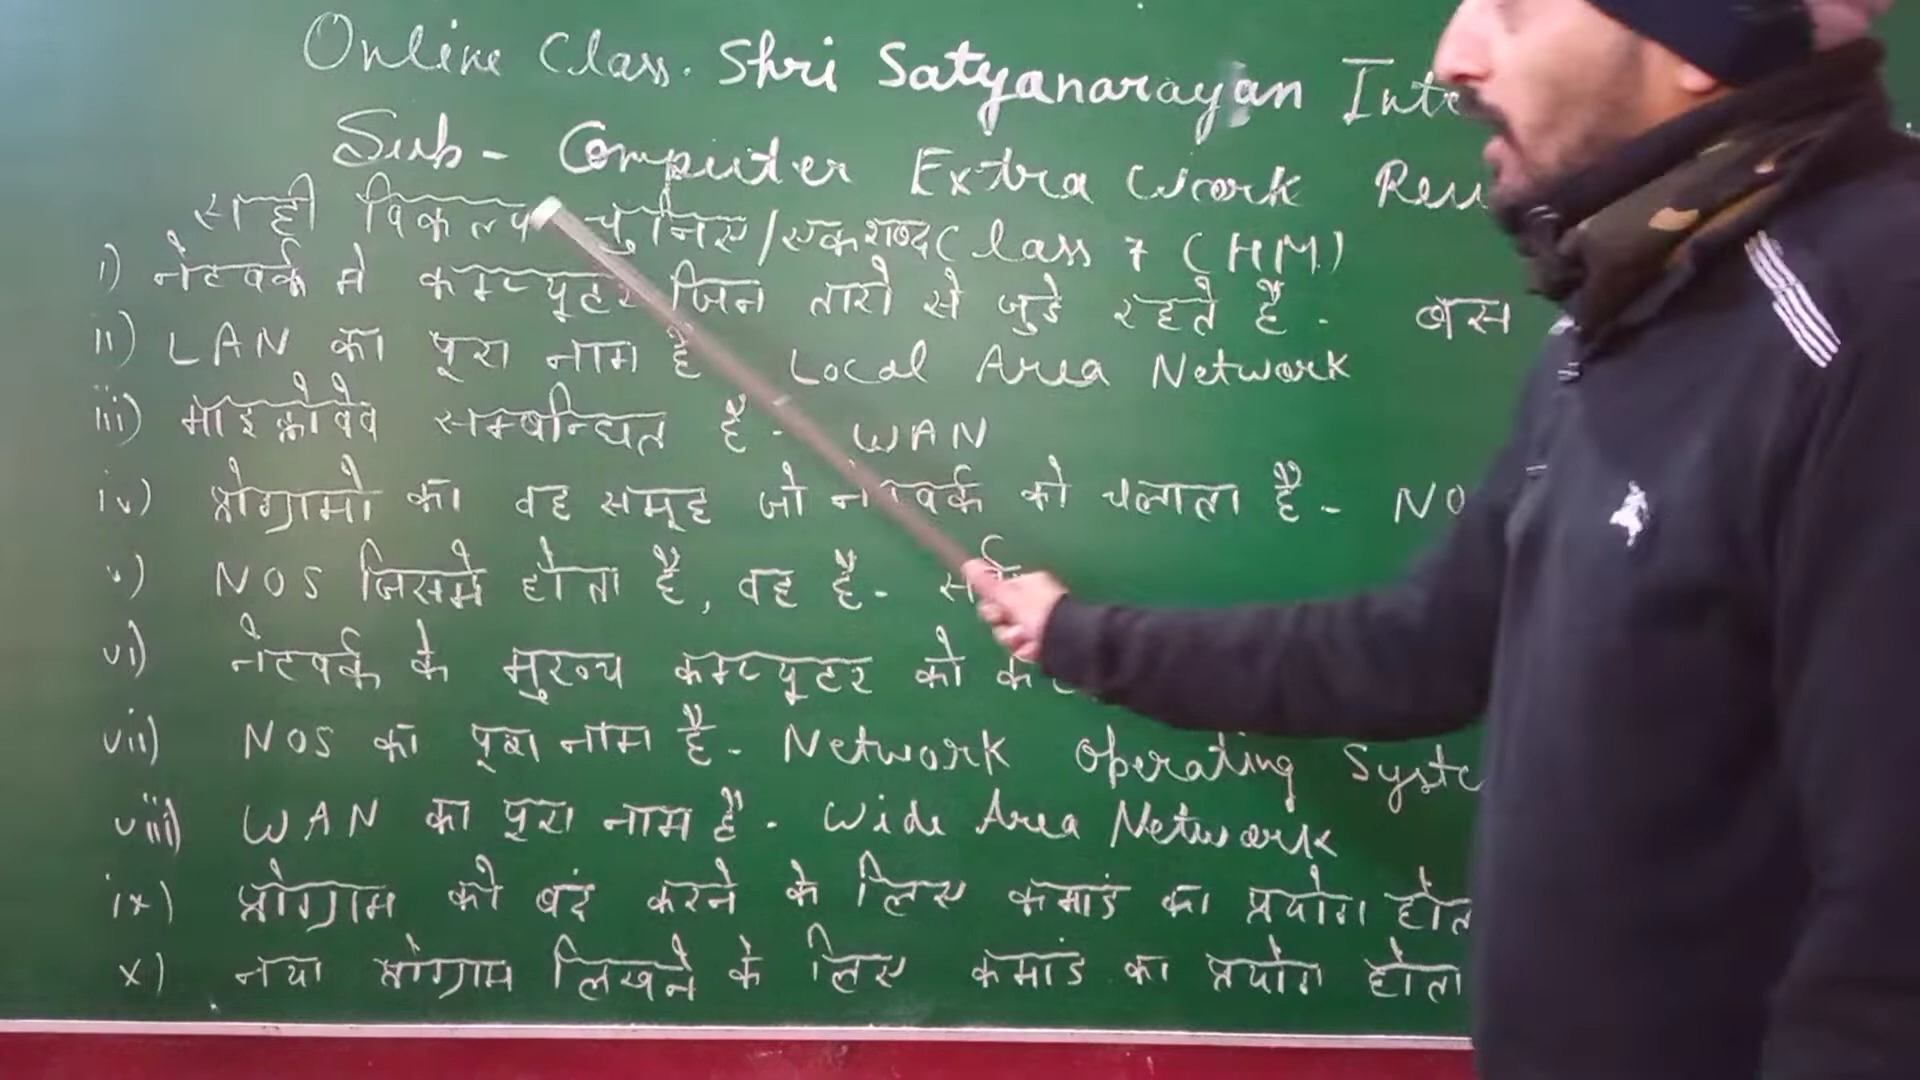 Online Class. Shri Satyanarayan Inte
Sub - Computer Extra Work
सही विकल्प चुनिए/एक शब्द Class 7 (HM)
i) नेटवर्क मे कम्प्यूटर जिन तारो से जुडे रहते है - बस
ii) LAN का पूरा नाम है Local Area Network
iii) माइक्रोवेव सम्बन्धित है - WAN
iv) प्रोग्रामो का वह समूह जो नेटवर्क को चलाता है - NO
v) NOS जिसमे होता है, वह है -
vi) नेटवर्क के मुख्य कम्प्यूटर को
vii) NOS का पूरा नाम है - Network Operating Syste
viii) WAN का पूरा नाम है - Wide Area Network
ix) प्रोग्राम को बंद करने के लिए कमांड का प्रयोग होत
x) नया प्रोग्राम लिखने के लिए कमांड का प्रयोग होता